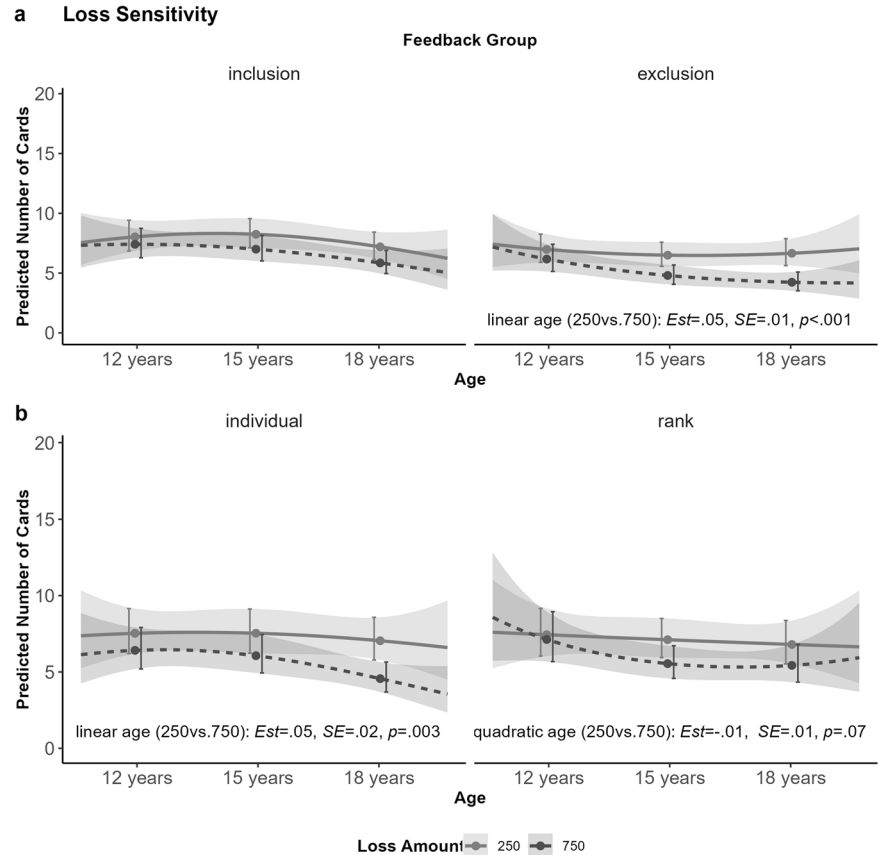 a Loss Sensitivity
Feedback Group
inclusion exclusion
Predicted Number of Cards
20
15
10
5
0
linear age (250vs.750): Est=.05, SE=.01, p<.001
12 years 15 years 18 years 12 years 15 years 18 years
Age
b
individual rank
Predicted Number of Cards
20
15
10
5
0
linear age (250vs.750): Est=.05, SE=.02, p=.003 quadratic age (250vs.750): Est=-.01, SE=.01, p=.07
12 years 15 years 18 years 12 years 15 years 18 years
Age
Loss Amount 250 750